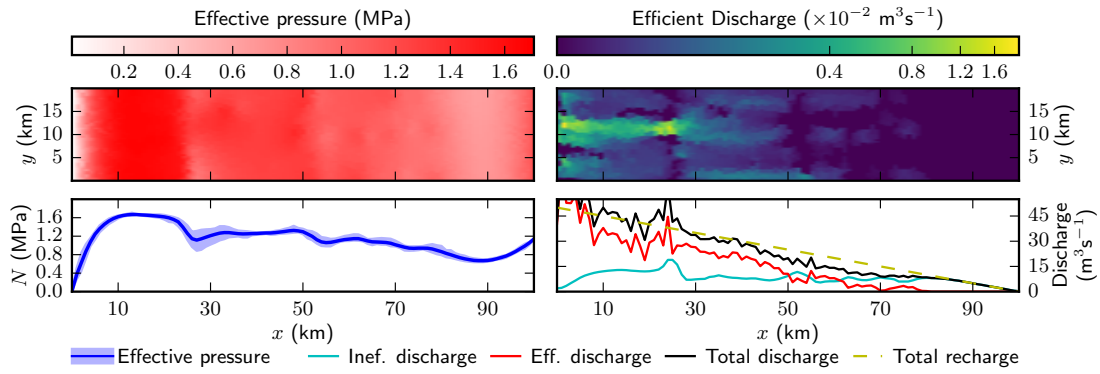 Effective pressure (MPa)
Efficient Discharge (×10⁻² m³s⁻¹)
0.2 0.4 0.6 0.8 1.0 1.2 1.4 1.6
0.0 0.4 0.8 1.2 1.6
y (km)
15
10
5
15
10
5
y (km)
N (MPa)
1.6
1.2
0.8
0.4
0.0
10 30 50 70 90
x (km)
45
30
15
0
Discharge
(m³s⁻¹)
10 30 50 70 90
x (km)
Effective pressure Inef. discharge Eff. discharge Total discharge Total recharge